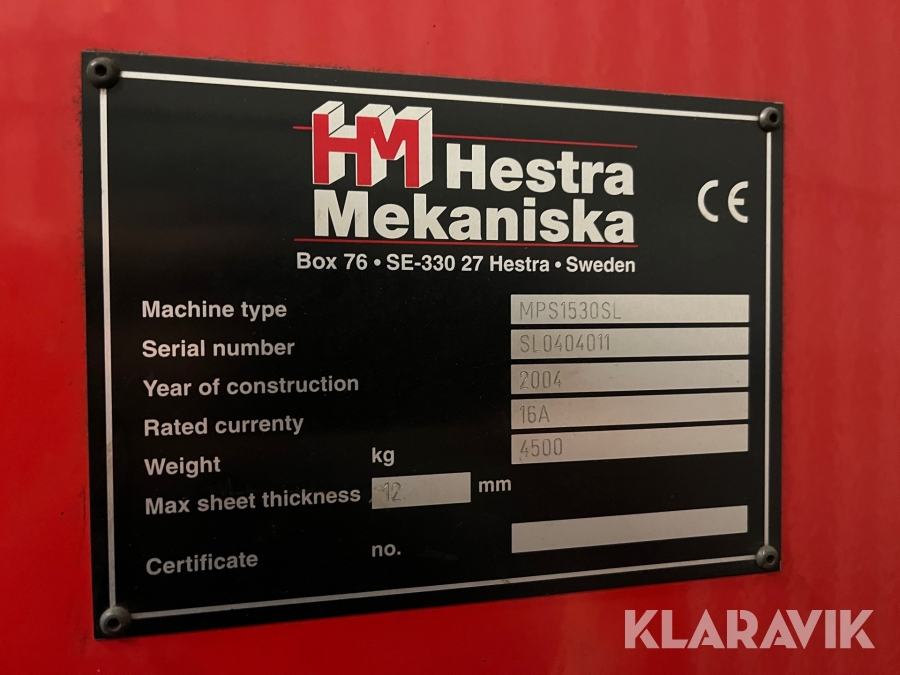 HM Hestra
Mekaniska
CE
Box 76 • SE-330 27 Hestra • Sweden
Machine type MPS1530SL
Serial number SL0404011
Year of construction 2004
Rated currenty 16A
Weight kg 4500
Max sheet thickness 12 mm
Certificate no.
KLARAVIK